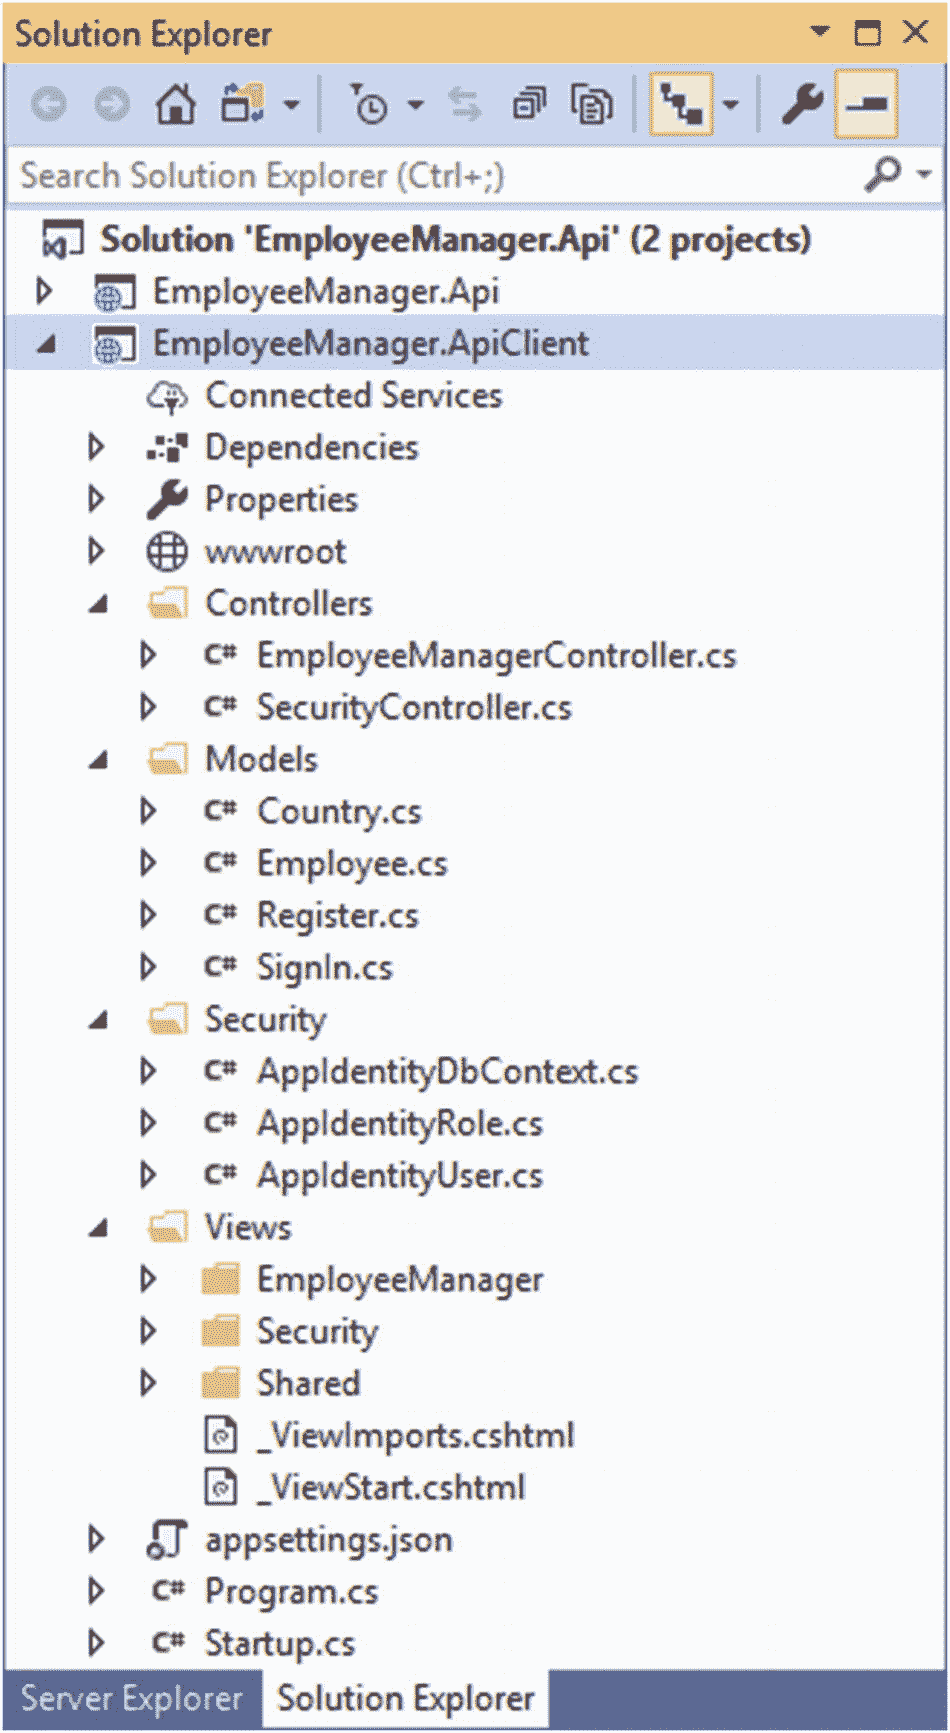 Solution Explorer
Search Solution Explorer (Ctrl+;)
Solution 'EmployeeManager.Api' (2 projects)
EmployeeManager.Api
EmployeeManager.ApiClient
Connected Services
Dependencies
Properties
wwwroot
Controllers
C# EmployeeManagerController.cs
C# SecurityController.cs
Models
C# Country.cs
C# Employee.cs
C# Register.cs
C# SignIn.cs
Security
C# AppIdentityDbContext.cs
C# AppIdentityRole.cs
C# AppIdentityUser.cs
Views
EmployeeManager
Security
Shared
_ViewImports.cshtml
_ViewStart.cshtml
appsettings.json
C# Program.cs
C# Startup.cs
Server Explorer Solution Explorer